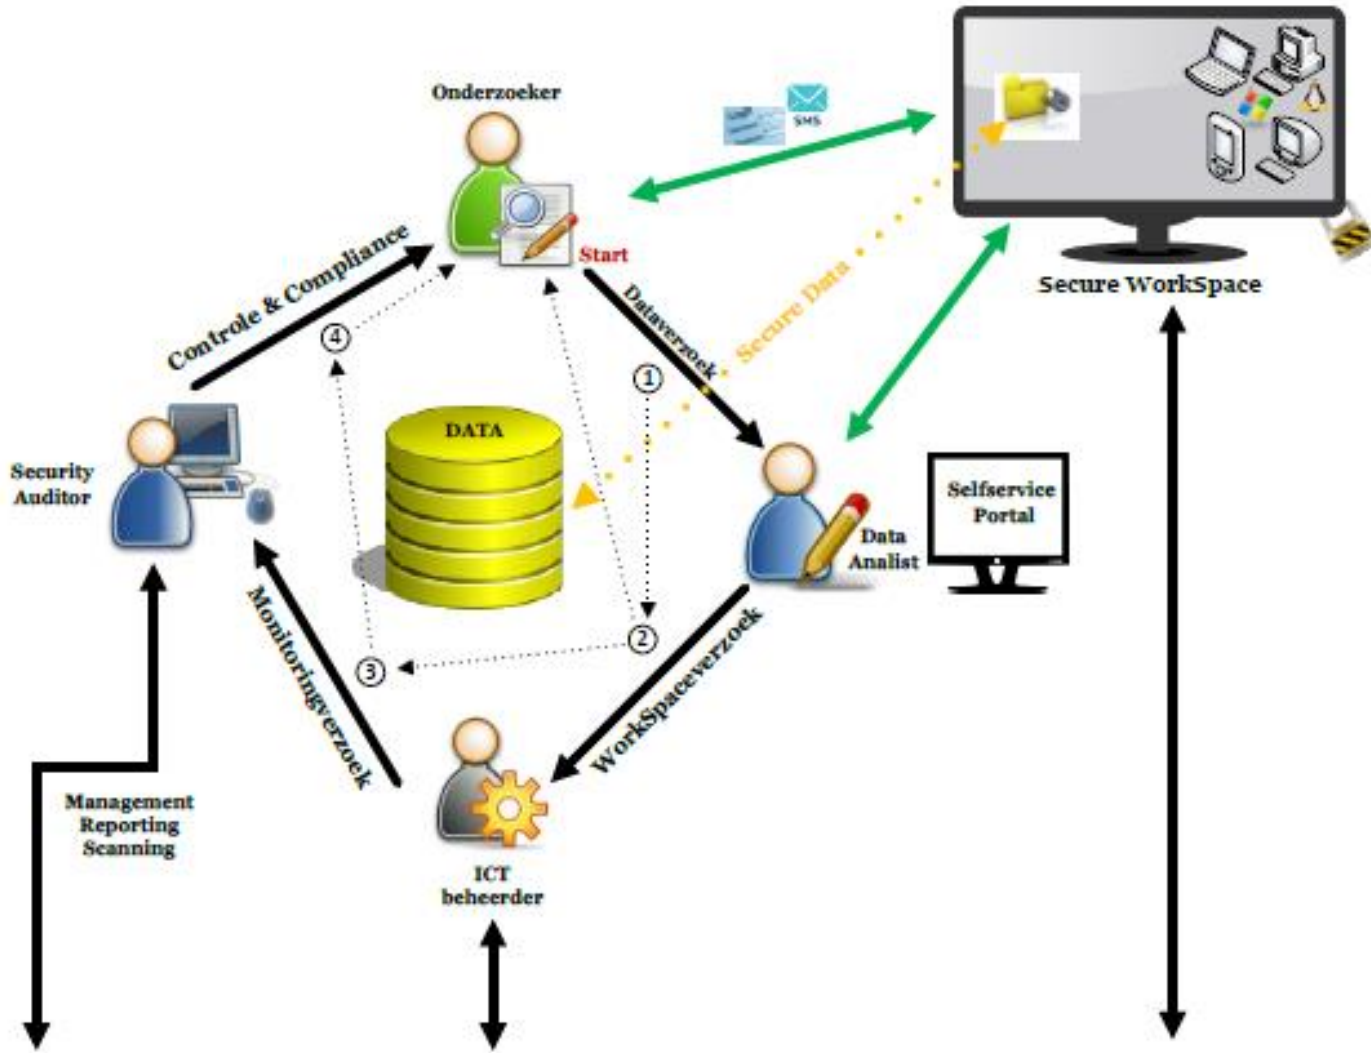 Onderzoeker
SMS
Start
Secure WorkSpace
Controle & Compliance
Dataverzoek
Secure Data
4
1
DATA
Security
Auditor
Selfservice
Portal
Data
Analist
2
3
Monitoringverzoek
WorkSpaceverzoek
Management
Reporting
Scanning
ICT
beheerder